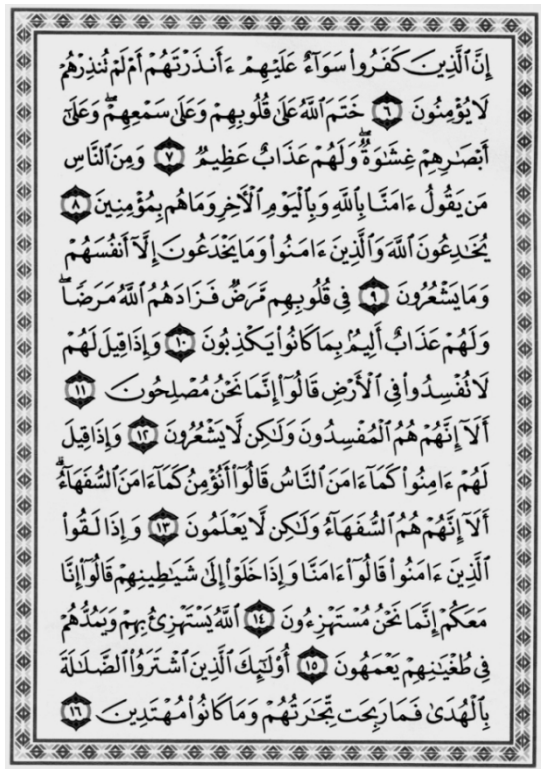 إِنَّ ٱلَّذِينَ كَفَرُوا۟ سَوَآءٌ عَلَيْهِمْ ءَأَنذَرْتَهُمْ أَمْ لَمْ تُنذِرْهُمْ
لَا يُؤْمِنُونَ ٦ خَتَمَ ٱللَّهُ عَلَىٰ قُلُوبِهِمْ وَعَلَىٰ سَمْعِهِمْ ۖ وَعَلَىٰٓ
أَبْصَٰرِهِمْ غِشَٰوَةٌ ۖ وَلَهُمْ عَذَابٌ عَظِيمٌ ٧ وَمِنَ ٱلنَّاسِ
مَن يَقُولُ ءَامَنَّا بِٱللَّهِ وَبِٱلْيَوْمِ ٱلْءَاخِرِ وَمَا هُم بِمُؤْمِنِينَ ٨
يُخَٰدِعُونَ ٱللَّهَ وَٱلَّذِينَ ءَامَنُوا۟ وَمَا يَخْدَعُونَ إِلَّآ أَنفُسَهُمْ
وَمَا يَشْعُرُونَ ٩ فِى قُلُوبِهِم مَّرَضٌ فَزَادَهُمُ ٱللَّهُ مَرَضًا ۖ
وَلَهُمْ عَذَابٌ أَلِيمٌۢ بِمَا كَانُوا۟ يَكْذِبُونَ ١٠ وَإِذَا قِيلَ لَهُمْ
لَا تُفْسِدُوا۟ فِى ٱلْأَرْضِ قَالُوٓا۟ إِنَّمَا نَحْنُ مُصْلِحُونَ ١١
أَلَآ إِنَّهُمْ هُمُ ٱلْمُفْسِدُونَ وَلَٰكِن لَّا يَشْعُرُونَ ١٢ وَإِذَا قِيلَ
لَهُمْ ءَامِنُوا۟ كَمَآ ءَامَنَ ٱلنَّاسُ قَالُوٓا۟ أَنُؤْمِنُ كَمَآ ءَامَنَ ٱلسُّفَهَآءُ ۗ
أَلَآ إِنَّهُمْ هُمُ ٱلسُّفَهَآءُ وَلَٰكِن لَّا يَعْلَمُونَ ١٣ وَإِذَا لَقُوا۟
ٱلَّذِينَ ءَامَنُوا۟ قَالُوٓا۟ ءَامَنَّا وَإِذَا خَلَوْا۟ إِلَىٰ شَيَٰطِينِهِمْ قَالُوٓا۟ إِنَّا
مَعَكُمْ إِنَّمَا نَحْنُ مُسْتَهْزِءُونَ ١٤ ٱللَّهُ يَسْتَهْزِئُ بِهِمْ وَيَمُدُّهُمْ
فِى طُغْيَٰنِهِمْ يَعْمَهُونَ ١٥ أُو۟لَٰٓئِكَ ٱلَّذِينَ ٱشْتَرَوُا۟ ٱلضَّلَٰلَةَ
بِٱلْهُدَىٰ فَمَا رَبِحَت تِّجَٰرَتُهُمْ وَمَا كَانُوا۟ مُهْتَدِينَ ١٦